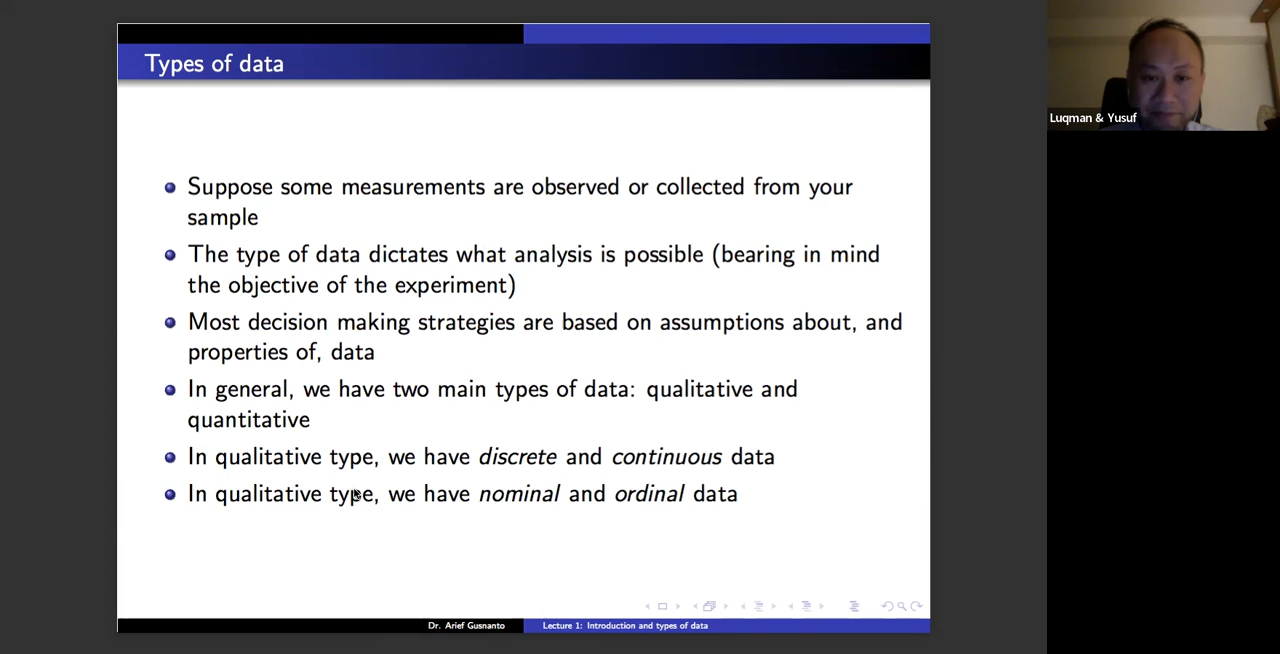 Types of data
Suppose some measurements are observed or collected from your
sample
The type of data dictates what analysis is possible (bearing in mind
the objective of the experiment)
Most decision making strategies are based on assumptions about, and
properties of, data
In general, we have two main types of data: qualitative and
quantitative
In qualitative type, we have discrete and continuous data
In qualitative type, we have nominal and ordinal data
Dr. Arief Gusnanto
Lecture 1: Introduction and types of data
Luqman & Yusuf